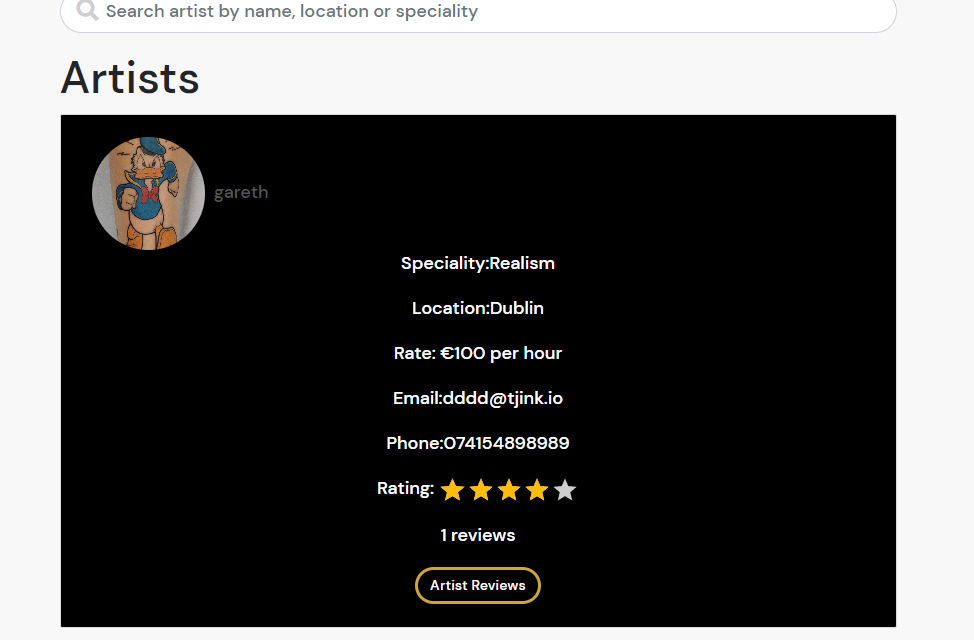 Search artist by name, location or speciality
Artists
gareth
Speciality:Realism
Location:Dublin
Rate: €100 per hour
Email:dddd@tjink.io
Phone:074154898989
Rating:
1 reviews
Artist Reviews